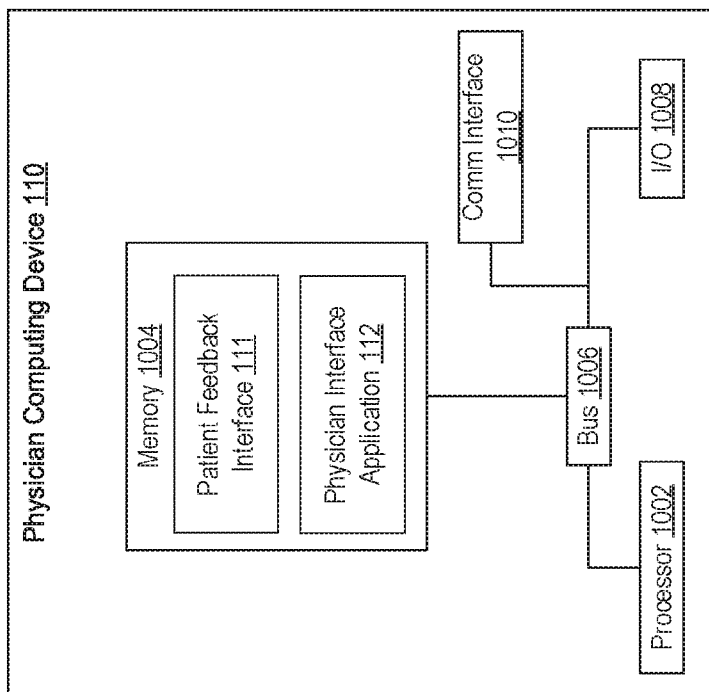 Physician Computing Device 110
Memory 1004
Patient Feedback
Interface 111
Physician Interface
Application 112
Comm Interface
1010
Bus 1006
Processor 1002
I/O 1008